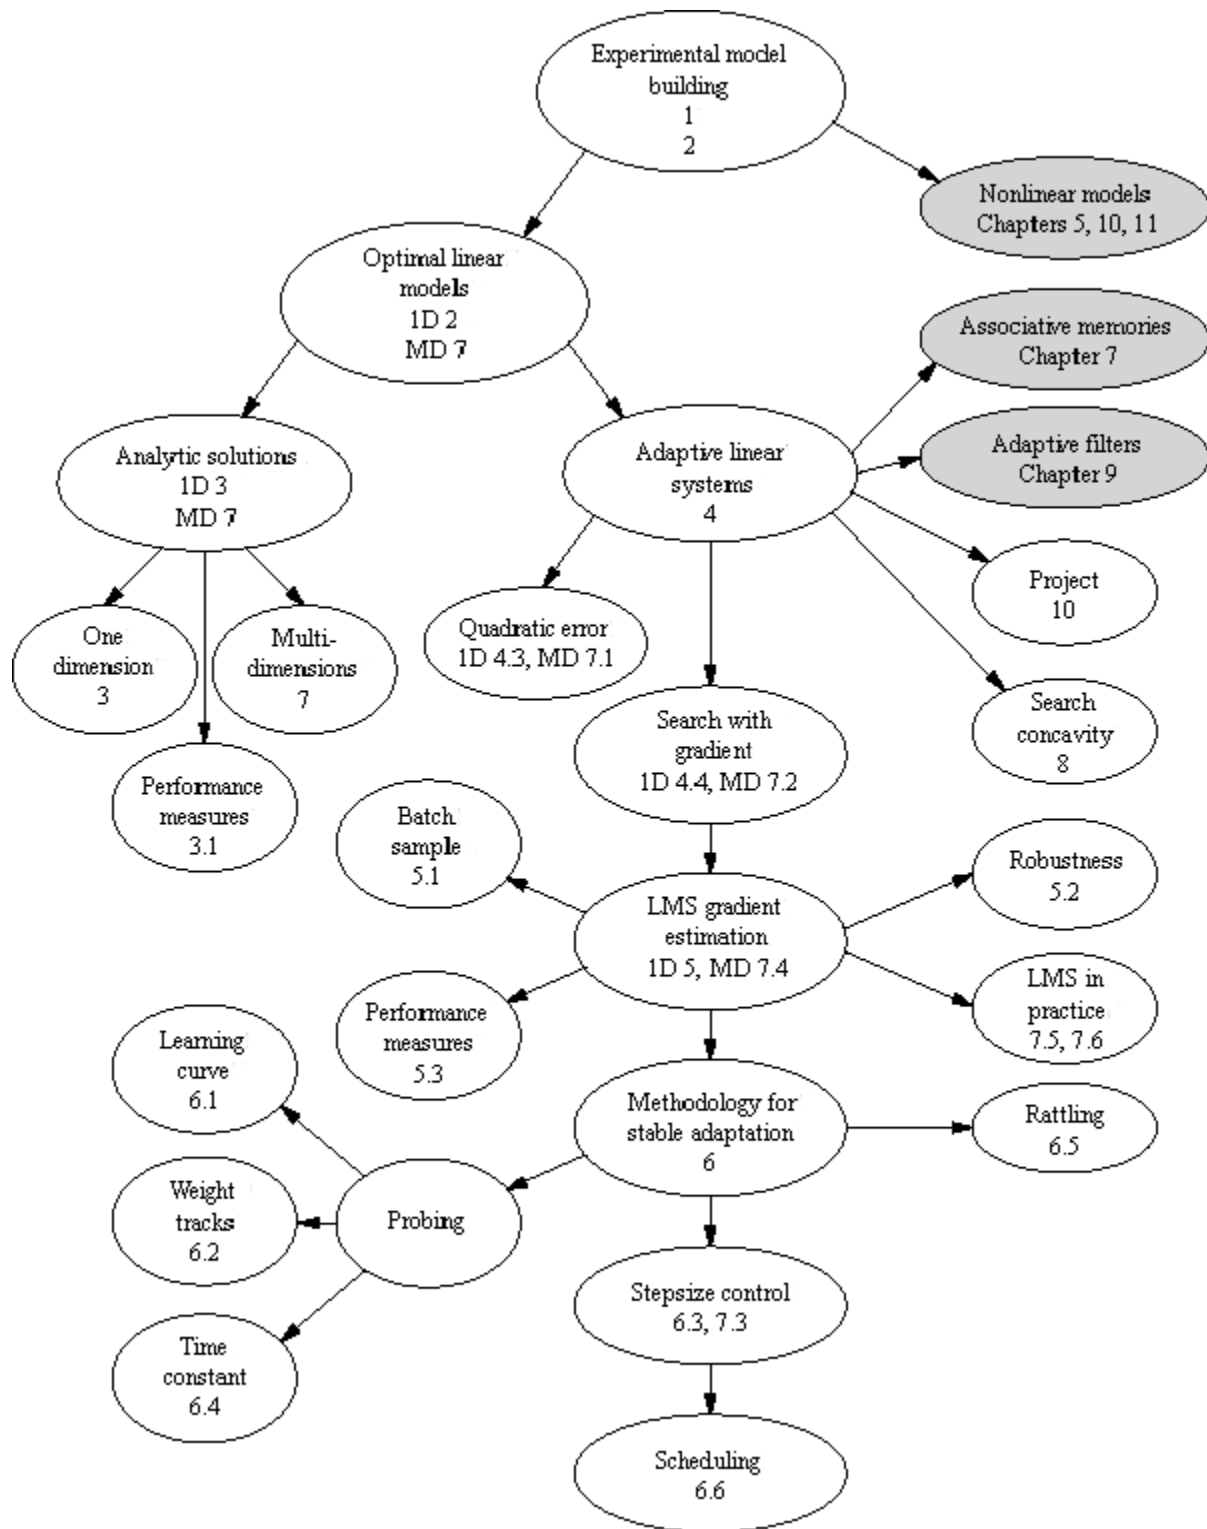 Experimental model
building
1
2
Nonlinear models
Chapters 5, 10, 11
Optimal linear
models
1D 2
MD 7
Associative memories
Chapter 7
Adaptive filters
Chapter 9
Analytic solutions
1D 3
MD 7
Adaptive linear
systems
4
Project
10
One
dimension
3
Multi-
dimensions
7
Quadratic error
1D 4.3, MD 7.1
Search
concavity
8
Search with
gradient
1D 4.4, MD 7.2
Performance
measures
3.1
Batch
sample
5.1
Robustness
5.2
LMS gradient
estimation
1D 5, MD 7.4
LMS in
practice
7.5, 7.6
Performance
measures
5.3
Learning
curve
6.1
Methodology for
stable adaptation
6
Rattling
6.5
Weight
tracks
6.2
Probing
Stepsize control
6.3, 7.3
Time
constant
6.4
Scheduling
6.6